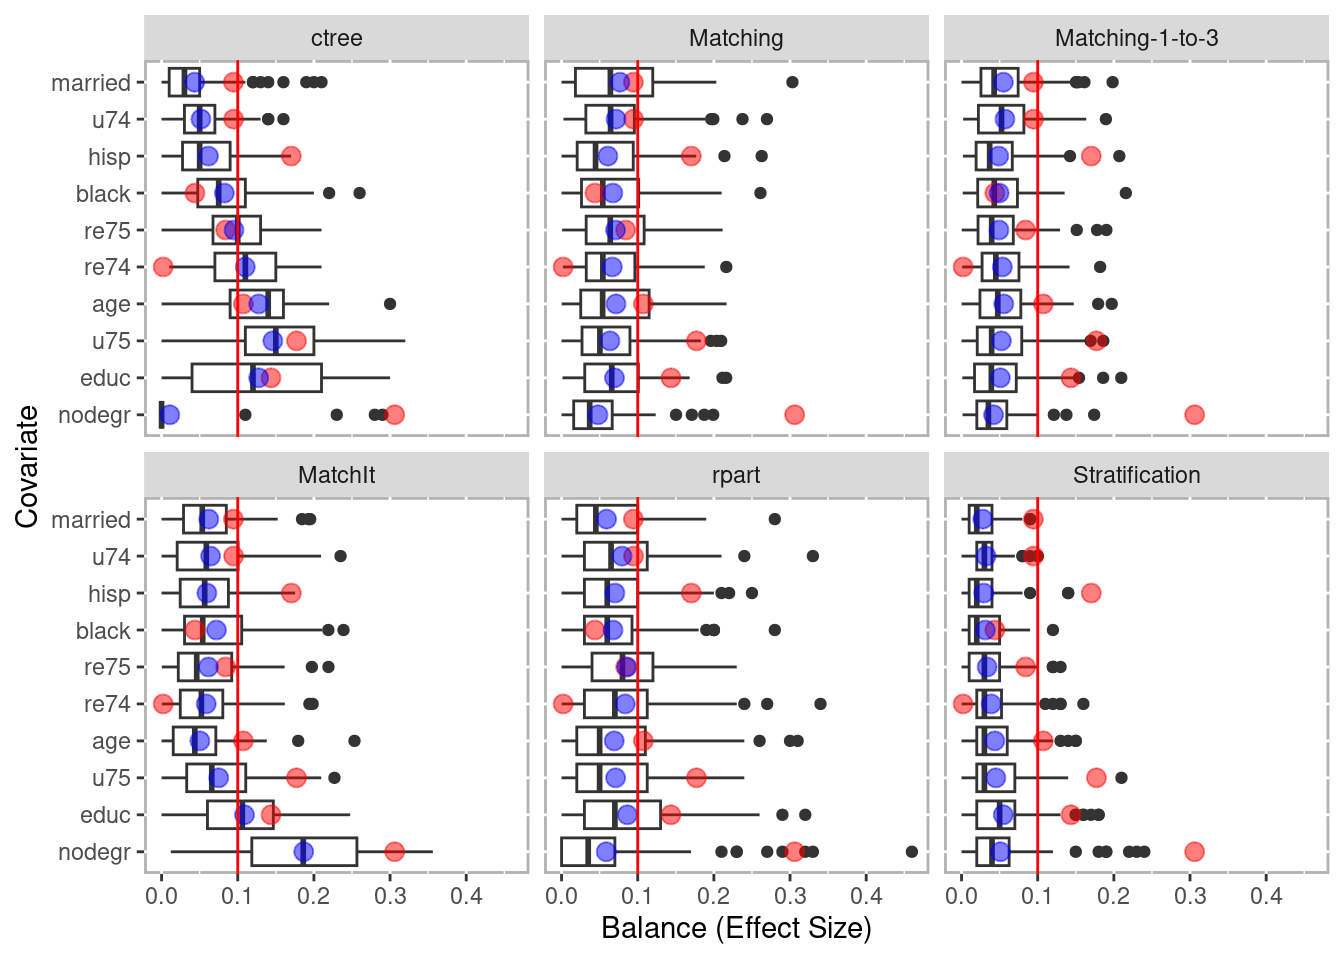 ctree Matching Matching-1-to-3
married
u74
hisp
black
re75
re74
age
u75
educ
nodegr
Covariate
MatchIt rpart Stratification
married
u74
hisp
black
re75
re74
age
u75
educ
nodegr
0.0 0.1 0.2 0.3 0.4 0.0 0.1 0.2 0.3 0.4 0.0 0.1 0.2 0.3 0.4
Balance (Effect Size)